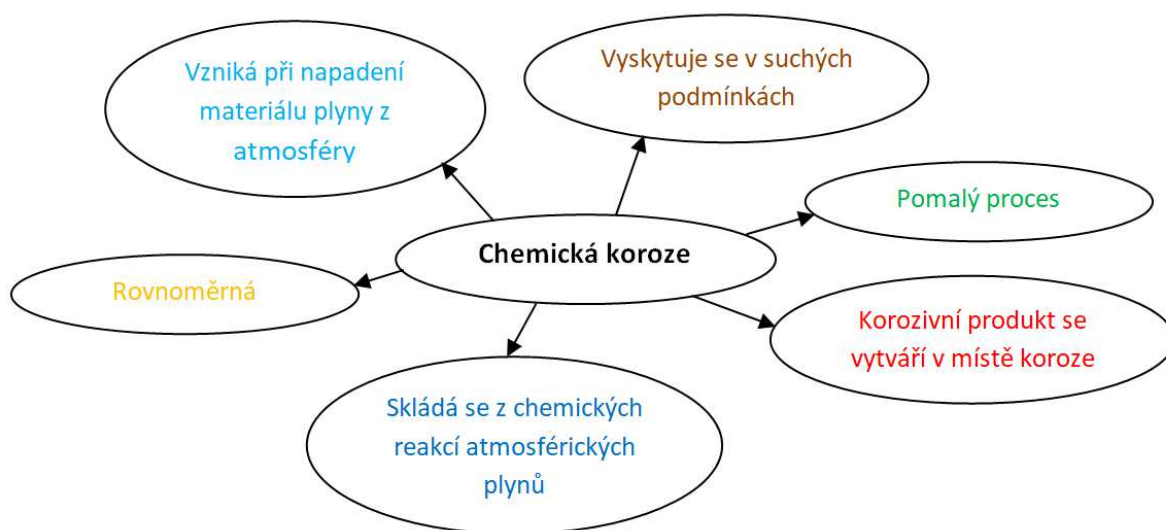 Vzniká při napadení
materiálu plyny z
atmosféry
Vyskytuje se v suchých
podmínkách
Pomalý proces
Chemická koroze
Rovnoměrná
Korozivní produkt se
vytváří v místě koroze
Skládá se z chemických
reakcí atmosférických
plynů